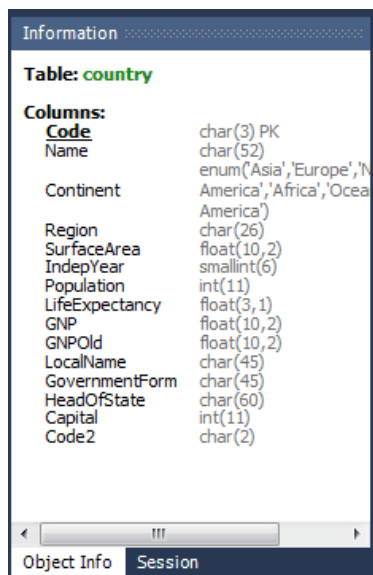 Information
Table: country
Columns:
Code char(3) PK
Name char(52)
enum('Asia','Europe','N
Continent America','Africa','Ocea
America')
Region char(26)
SurfaceArea float(10,2)
IndepYear smallint(6)
Population int(11)
LifeExpectancy float(3,1)
GNP float(10,2)
GNPOld float(10,2)
LocalName char(45)
GovernmentForm char(45)
HeadOfState char(60)
Capital int(11)
Code2 char(2)
Object Info Session